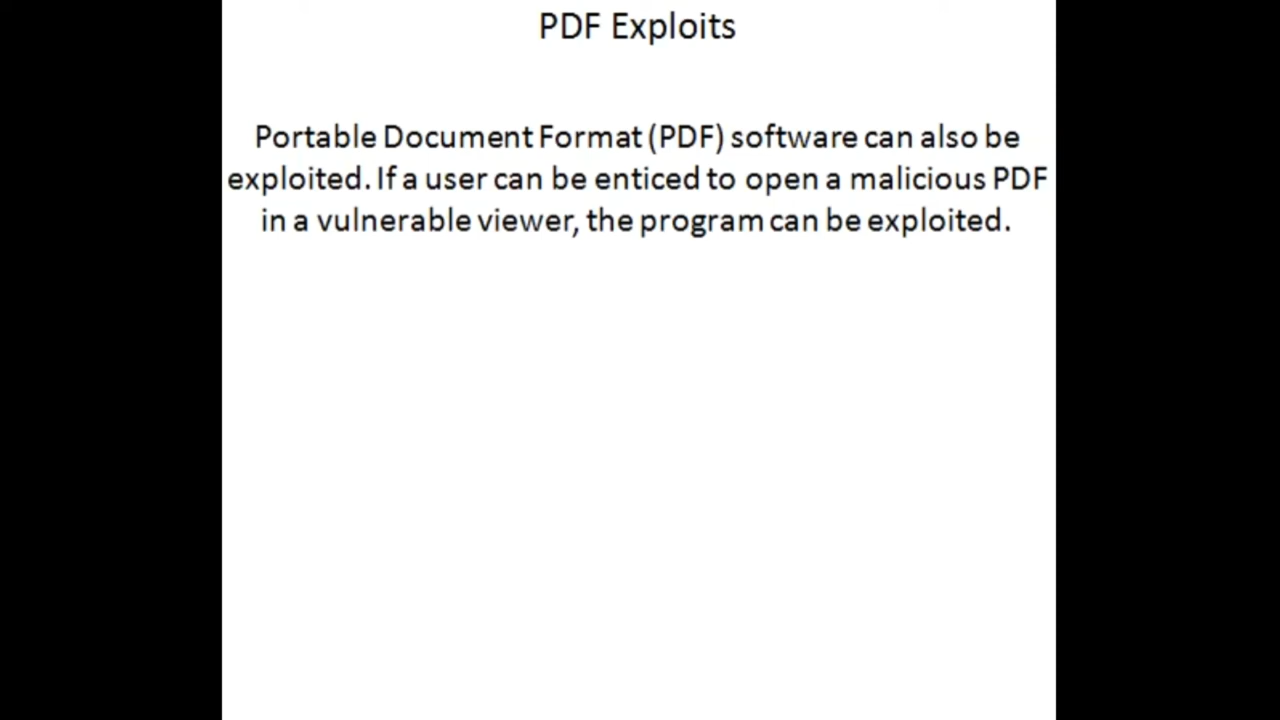 PDF Exploits
Portable Document Format (PDF) software can also be
exploited. If a user can be enticed to open a malicious PDF
in a vulnerable viewer, the program can be exploited.